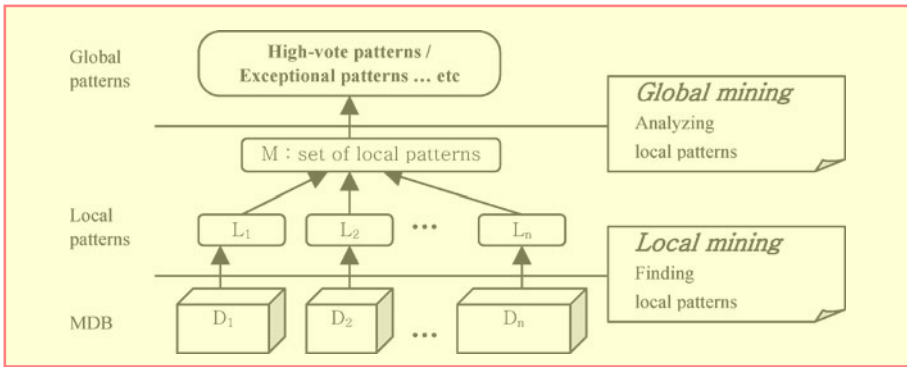 Global
patterns
High-vote patterns /
Exceptional patterns ... etc
Global mining
Analyzing
local patterns
M : set of local patterns
Local
patterns
L₁
L₂
...
Lₙ
Local mining
Finding
local patterns
MDB
D₁
D₂
...
Dₙ